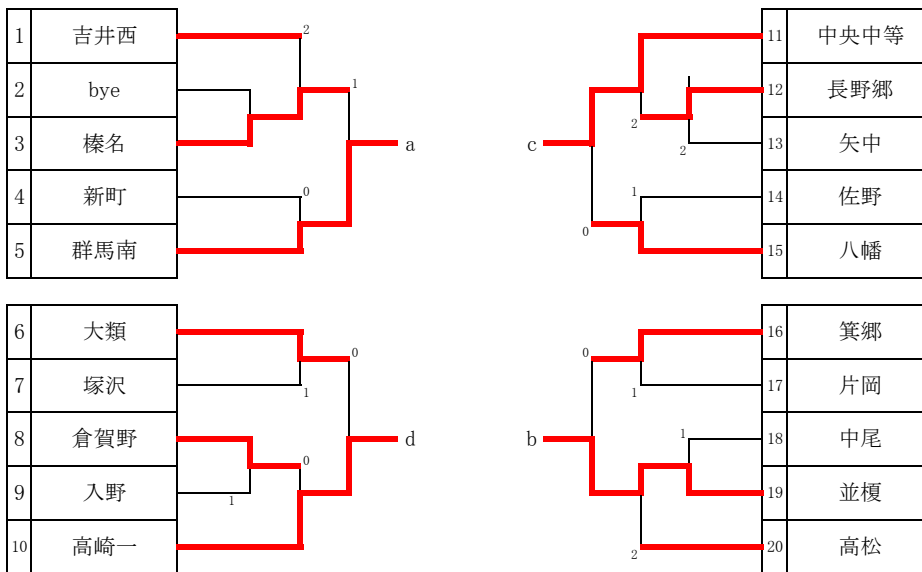 1 吉井西
2 bye
3 榛名
4 新町
5 群馬南
2
1
a
0
11 中央中等
12 長野郷
13 矢中
14 佐野
15 八幡
c
2
2
1
0
6 大類
7 塚沢
8 倉賀野
9 入野
10 高崎一
0
1
d
0
1
16 箕郷
17 片岡
18 中尾
19 並榎
20 高松
0
1
b
1
2